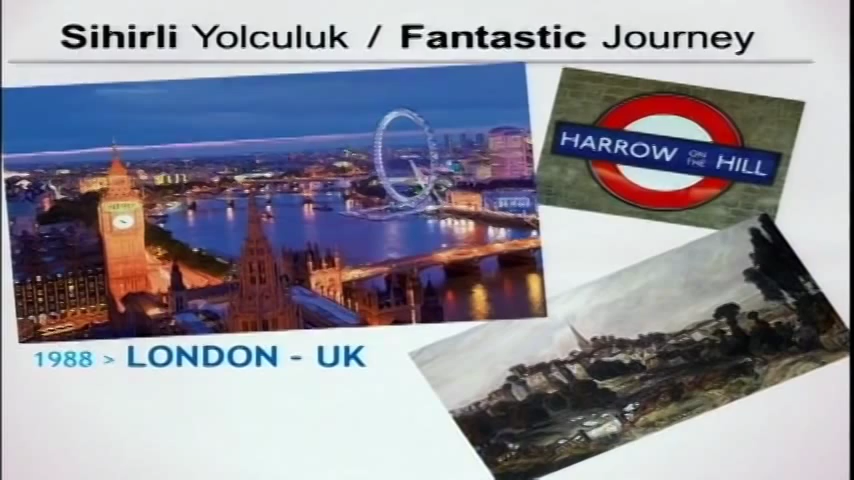 Sihirli Yolculuk / Fantastic Journey
HARROW ON THE HILL
1988 > LONDON - UK